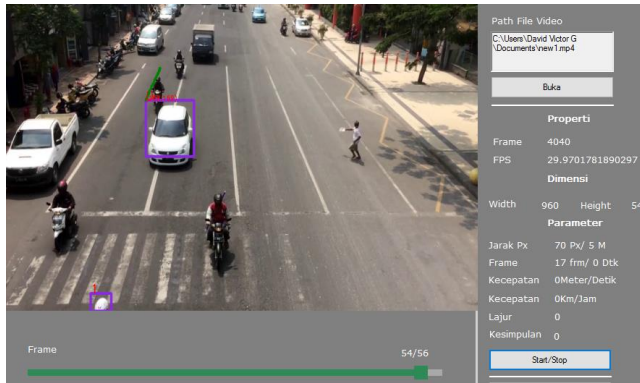 Path File Video
C:\Users\David Victor G
\Documents\new1.mp4
Buka
Properti
Frame 4040
FPS 29.9701781890297
Dimensi
Width 960 Height 54
Parameter
Jarak Px 70 Px/ 5 M
Frame 17 frm/ 0 Dtk
Kecepatan 0Meter/Detik
Kecepatan 0Km/Jam
Lajur 0
Kesimpulan 0
Start/Stop
Frame 54/56